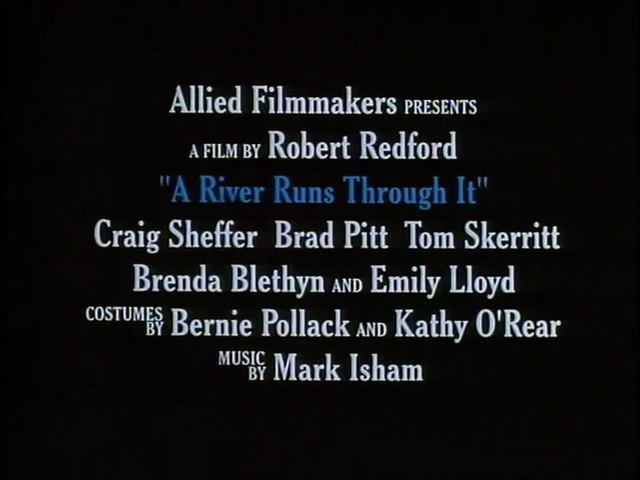 Allied Filmmakers PRESENTS
A FILM BY Robert Redford
"A River Runs Through It"
Craig Sheffer Brad Pitt Tom Skerritt
Brenda Blethyn AND Emily Lloyd
COSTUMES BY Bernie Pollack AND Kathy O'Rear
MUSIC BY Mark Isham